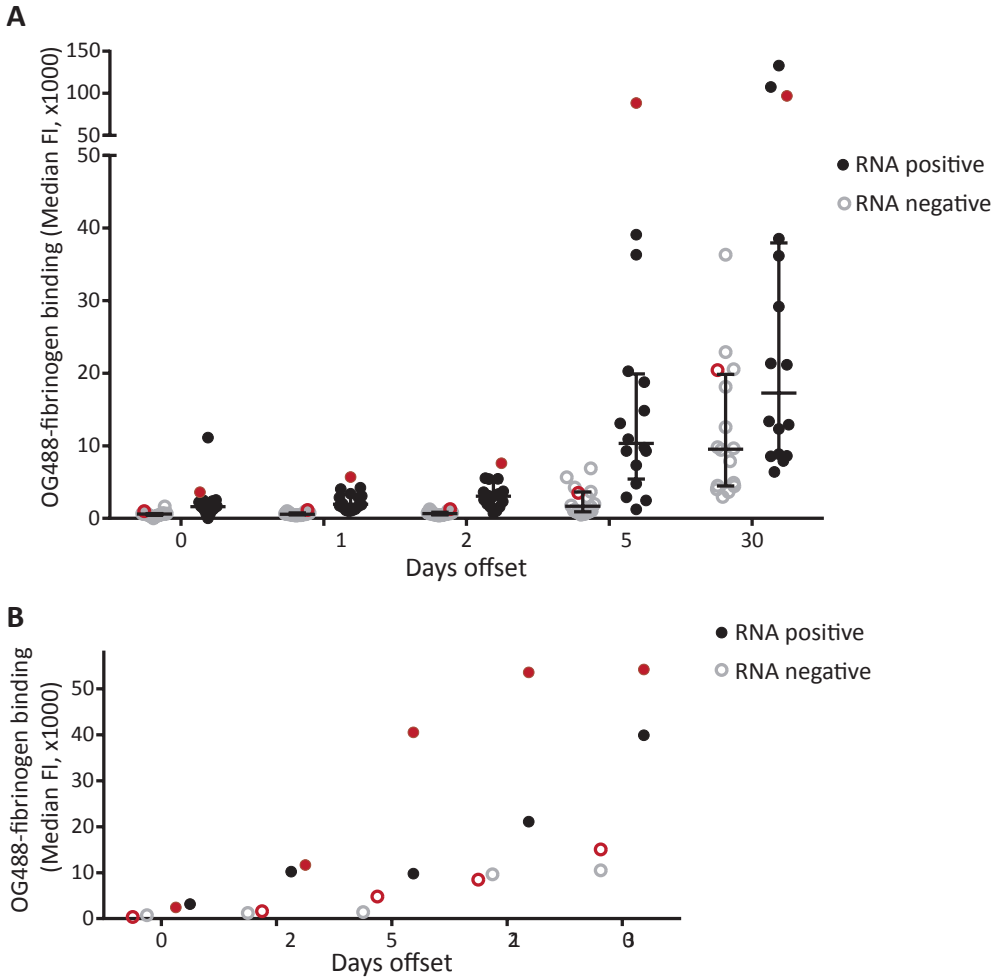 A
OG488-fibrinogen binding (Median FI, x1000)
150
100
50
50
40
30
20
10
0
RNA positive
RNA negative
0 1 2 5 30
Days offset
B
OG488-fibrinogen binding
(Median FI, x1000)
50
40
30
20
10
0
RNA positive
RNA negative
0 2 5
Days offset